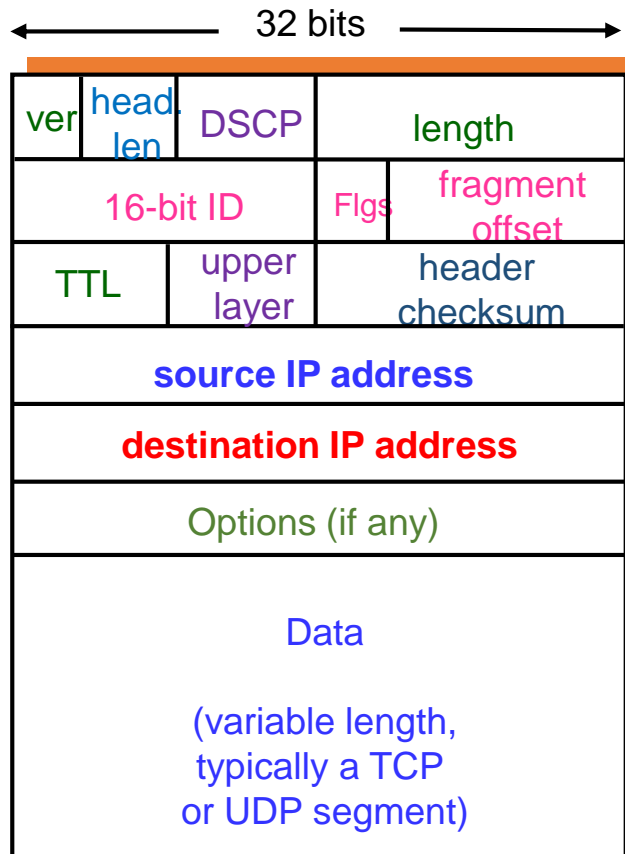 32 bits
ver
head.
len
DSCP
length
16-bit ID
Flgs
fragment
offset
TTL
upper
layer
header
checksum
source IP address
destination IP address
Options (if any)
Data
(variable length,
typically a TCP
or UDP segment)